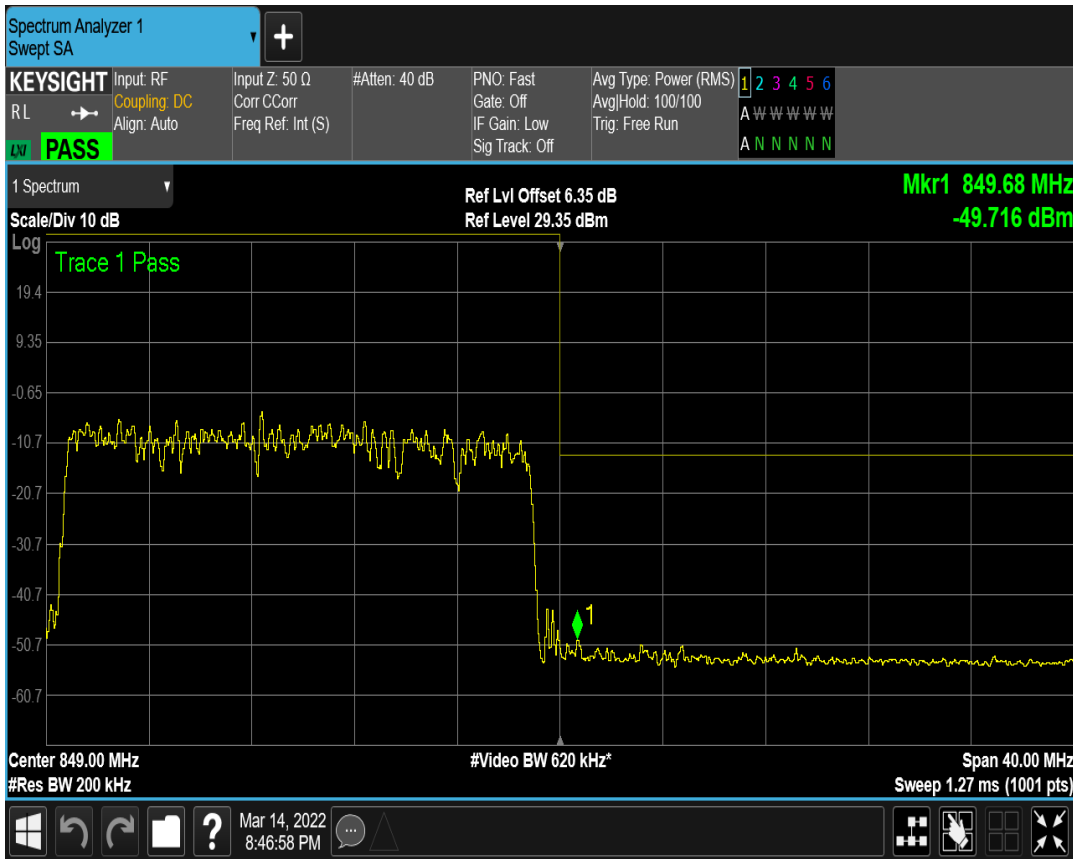 Spectrum Analyzer 1
Swept SA
+
KEYSIGHT
RL
LXI PASS
Input: RF
Coupling: DC
Align: Auto
Input Z: 50 Ω
Corr CCorr
Freq Ref: Int (S)
#Atten: 40 dB
PNO: Fast
Gate: Off
IF Gain: Low
Sig Track: Off
Avg Type: Power (RMS)
Avg|Hold: 100/100
Trig: Free Run
1 2 3 4 5 6
A W W W W W
A N N N N N
1 Spectrum
Scale/Div 10 dB
Ref Lvl Offset 6.35 dB
Ref Level 29.35 dBm
Mkr1 849.68 MHz
-49.716 dBm
Log
Trace 1 Pass
19.4
9.35
-0.65
-10.7
-20.7
-30.7
-40.7
-50.7
-60.7
1
Center 849.00 MHz
#Res BW 200 kHz
#Video BW 620 kHz*
Span 40.00 MHz
Sweep 1.27 ms (1001 pts)
?
Mar 14, 2022
8:46:58 PM